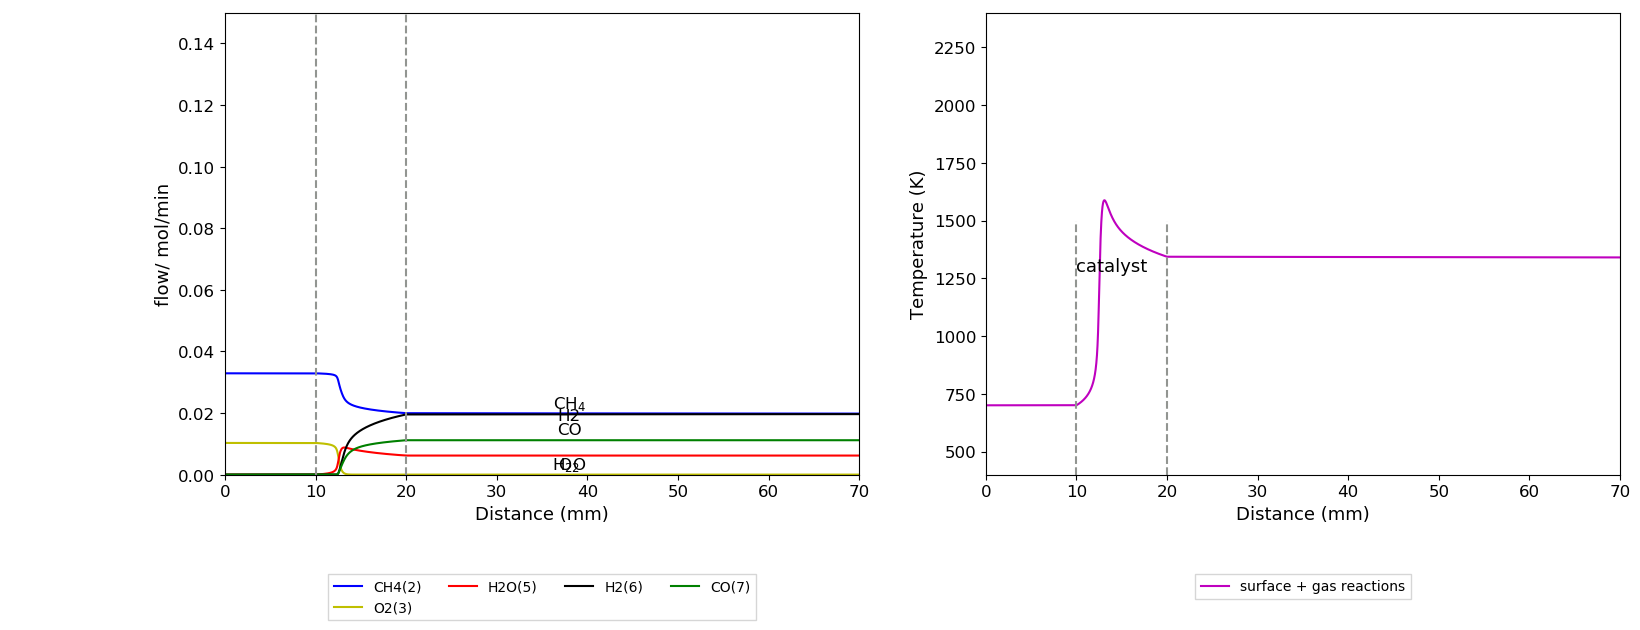 0.14
0.12
0.10
0.08
0.06
0.04
0.02
0.00
flow/ mol/min
CH4
H2
CO
0 10 20 30 40 50 60 70
Distance (mm)
CH4(2) H2O(5) H2(6) CO(7)
O2(3)
2250
2000
1750
1500
1250
1000
750
500
Temperature (K)
catalyst
0 10 20 30 40 50 60 70
Distance (mm)
surface + gas reactions